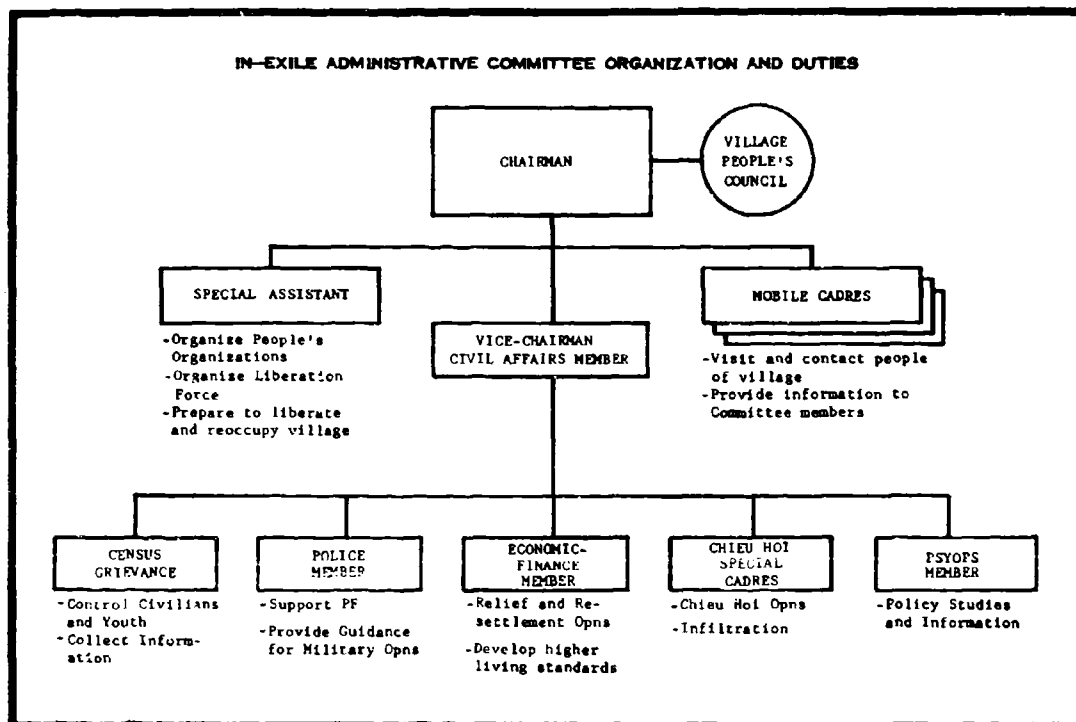 IN-EXILE ADMINISTRATIVE COMMITTEE ORGANIZATION AND DUTIES
CHAIRMAN
VILLAGE
PEOPLE'S
COUNCIL
SPECIAL ASSISTANT
-Organize People's
Organizations
-Organise Liberation
Force
-Prepare to liberate
and reoccupy village
VICE-CHAIRMAN
CIVIL AFFAIRS MEMBER
MOBILE CADRES
-Visit and contact people
of village
-Provide information to
Committee members
CENSUS
GRIEVANCE
-Control Civilians
and Youth
-Collect Inform-
ation
POLICE
MEMBER
-Support PF
-Provide Guidance
for Military Opns
ECONOMIC-
FINANCE
MEMBER
-Relief and Re-
settlement Opns
-Develop higher
living standards
CHIEU HOI
SPECIAL
CADRES
-Chieu Hoi Opns
-Infiltration
PSYOPS
MEMBER
-Policy Studies
and Information